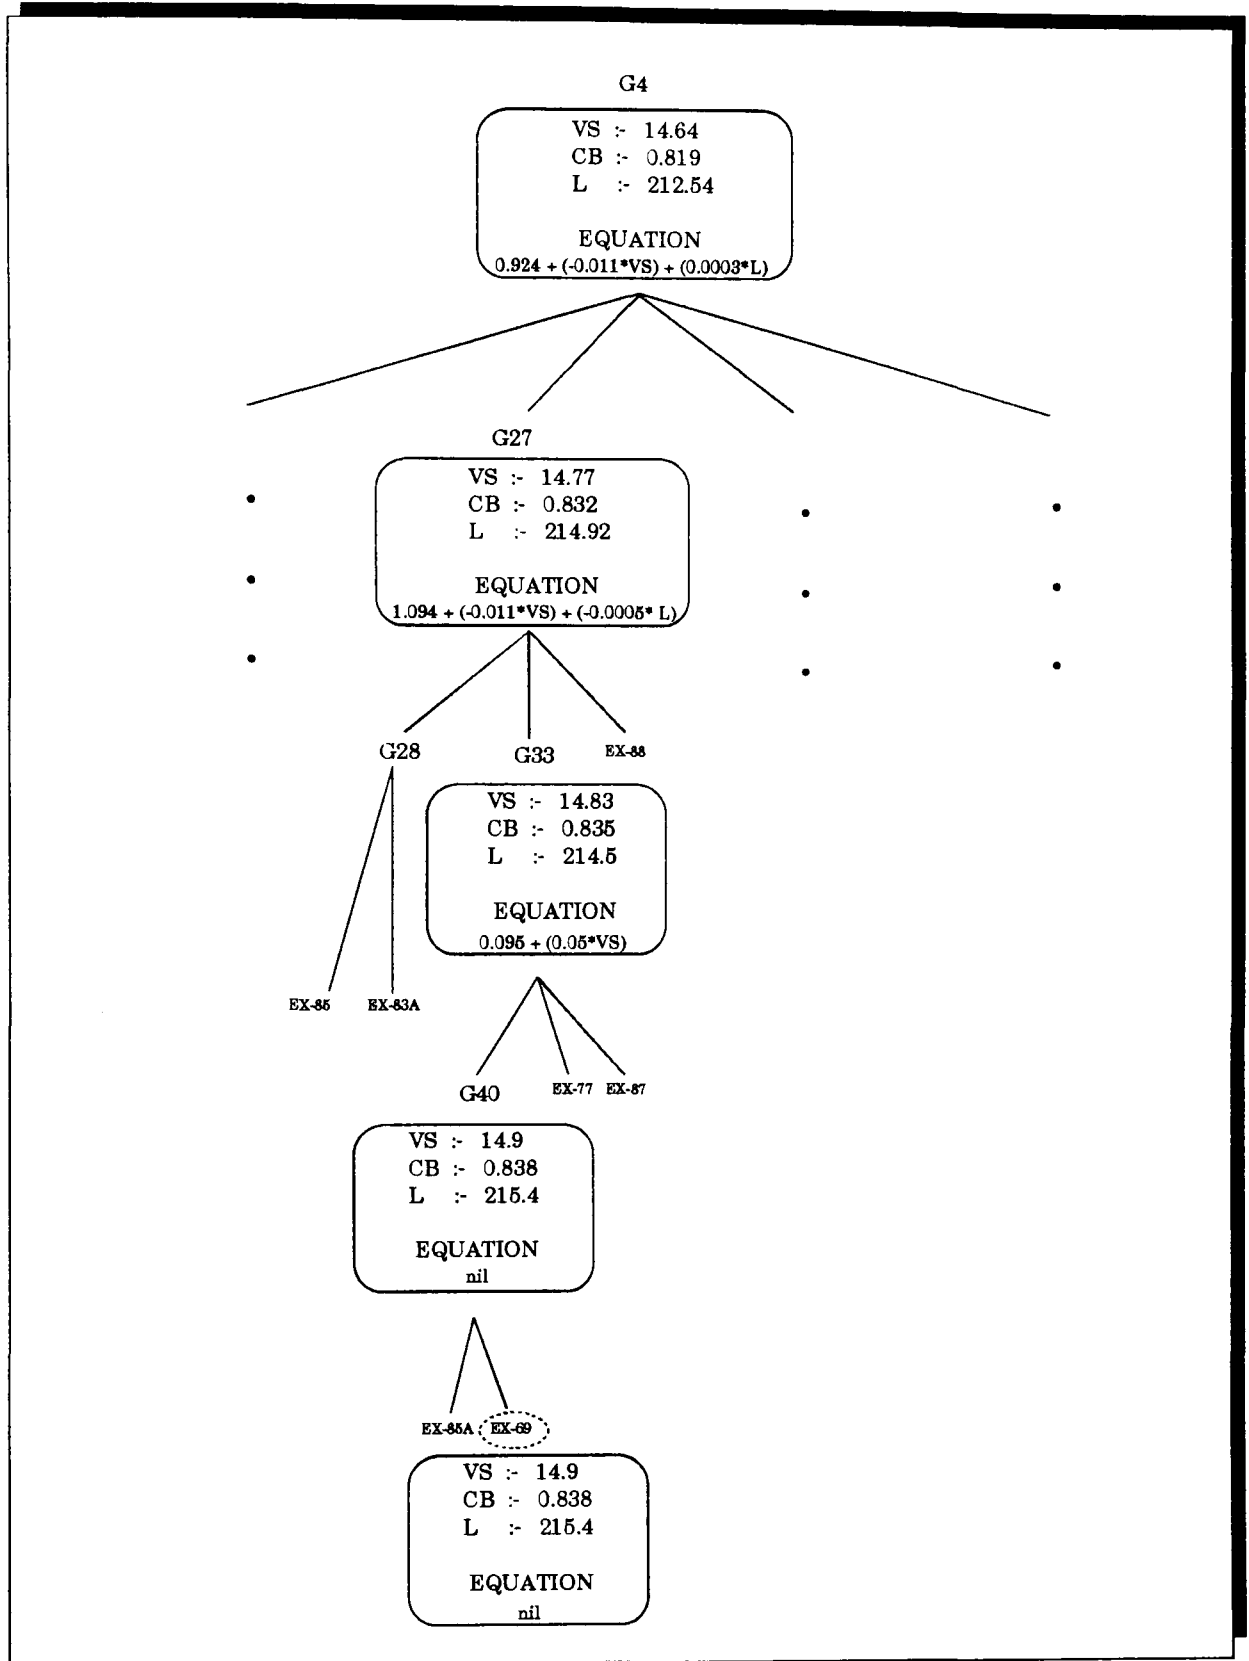 G4
VS :- 14.64
CB :- 0.819
L :- 212.54
EQUATION
0.924 + (-0.011*VS) + (0.0003*L)
G27
VS :- 14.77
CB :- 0.832
L :- 214.92
EQUATION
1.094 + (-0.011*VS) + (-0.0005* L)
G28
G33
EX-88
VS :- 14.83
CB :- 0.835
L :- 214.5
EQUATION
0.095 + (0.05*VS)
EX-85
EX-83A
G40
EX-77
EX-87
VS :- 14.9
CB :- 0.838
L :- 215.4
EQUATION
nil
EX-85A
EX-69
VS :- 14.9
CB :- 0.838
L :- 215.4
EQUATION
nil